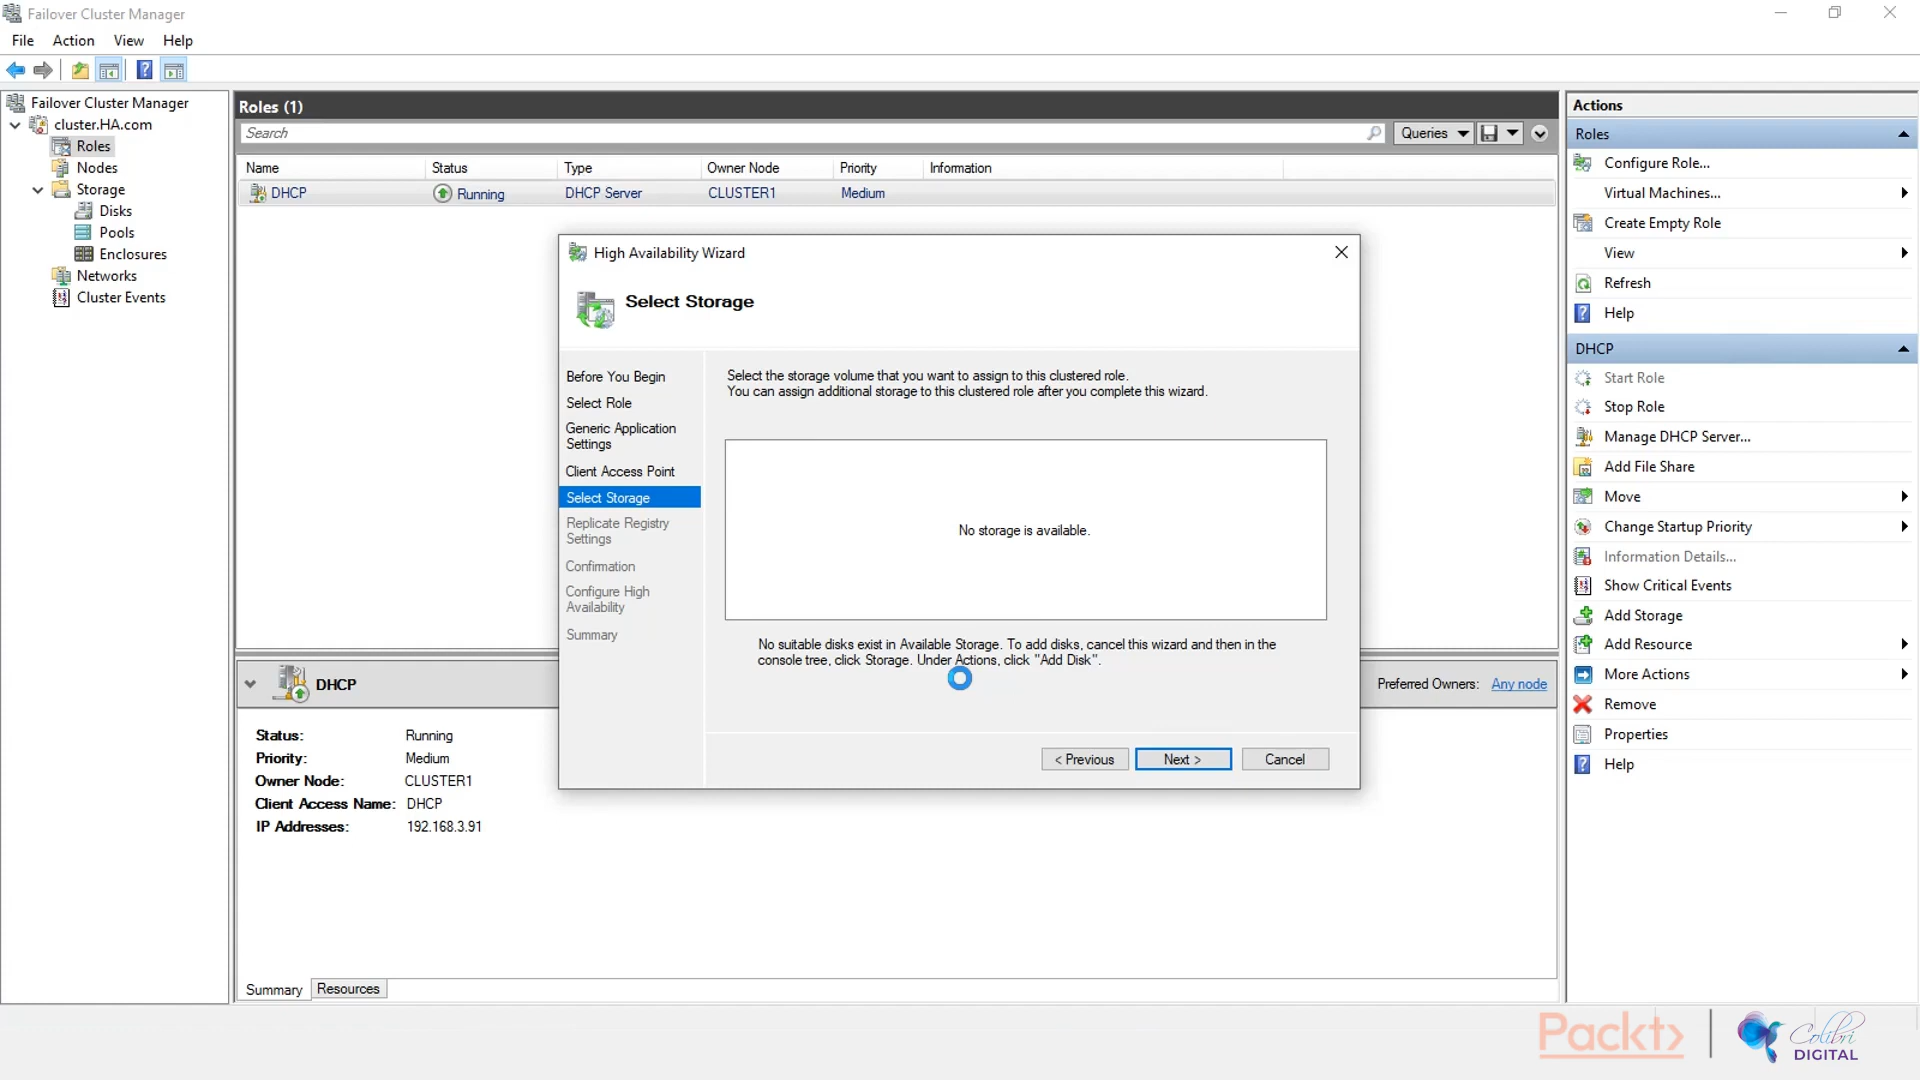 Failover Cluster Manager
File Action View Help
Failover Cluster Manager
cluster.HA.com
Roles
Nodes
Storage
Disks
Pools
Enclosures
Networks
Cluster Events
Roles (1)
Search
Queries
Name Status Type Owner Node Priority Information
DHCP Running DHCP Server CLUSTER1 Medium
High Availability Wizard
Select Storage
Before You Begin
Select Role
Generic Application
Settings
Client Access Point
Select Storage
Replicate Registry
Settings
Confirmation
Configure High
Availability
Summary
Select the storage volume that you want to assign to this clustered role.
You can assign additional storage to this clustered role after you complete this wizard.
No storage is available.
No suitable disks exist in Available Storage. To add disks, cancel this wizard and then in the
console tree, click Storage. Under Actions, click "Add Disk".
< Previous Next > Cancel
DHCP
Preferred Owners: Any node
Status: Running
Priority: Medium
Owner Node: CLUSTER1
Client Access Name: DHCP
IP Addresses: 192.168.3.91
Summary Resources
Actions
Roles
Configure Role...
Virtual Machines...
Create Empty Role
View
Refresh
Help
DHCP
Start Role
Stop Role
Manage DHCP Server...
Add File Share
Move
Change Startup Priority
Information Details...
Show Critical Events
Add Storage
Add Resource
More Actions
Remove
Properties
Help
Packt>
Colibri
DIGITAL